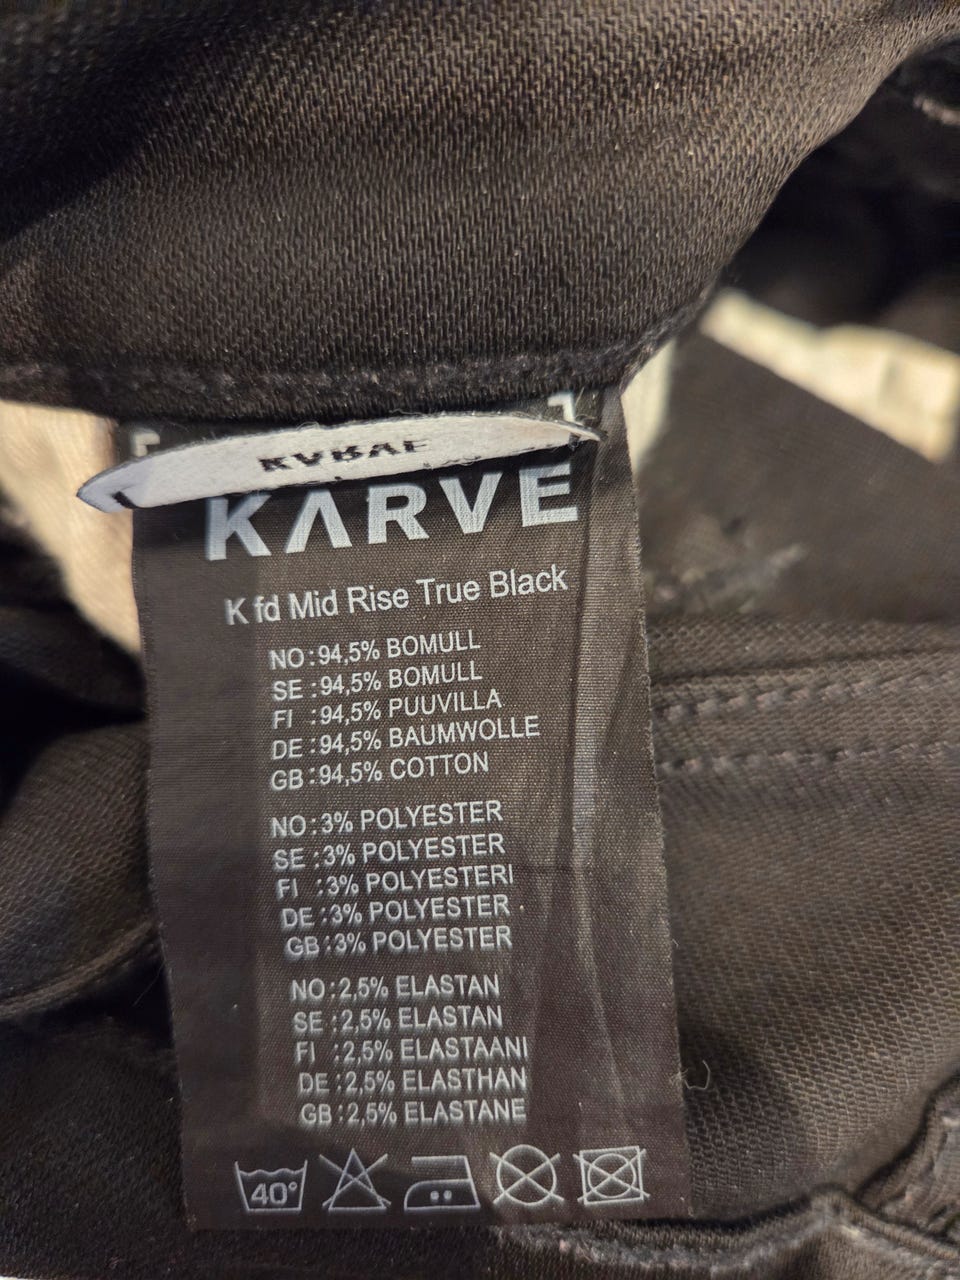 KARVE
K fd Mid Rise True Black
NO:94,5% BOMULL
SE :94,5% BOMULL
FI :94,5% PUUVILLA
DE :94,5% BAUMWOLLE
GB :94,5% COTTON
NO:3% POLYESTER
SE :3% POLYESTER
FI :3% POLYESTERI
DE :3% POLYESTER
GB :3% POLYESTER
NO:2,5% ELASTAN
SE :2,5% ELASTAN
FI :2,5% ELASTAANI
DE :2,5% ELASTHAN
GB :2,5% ELASTANE
40°